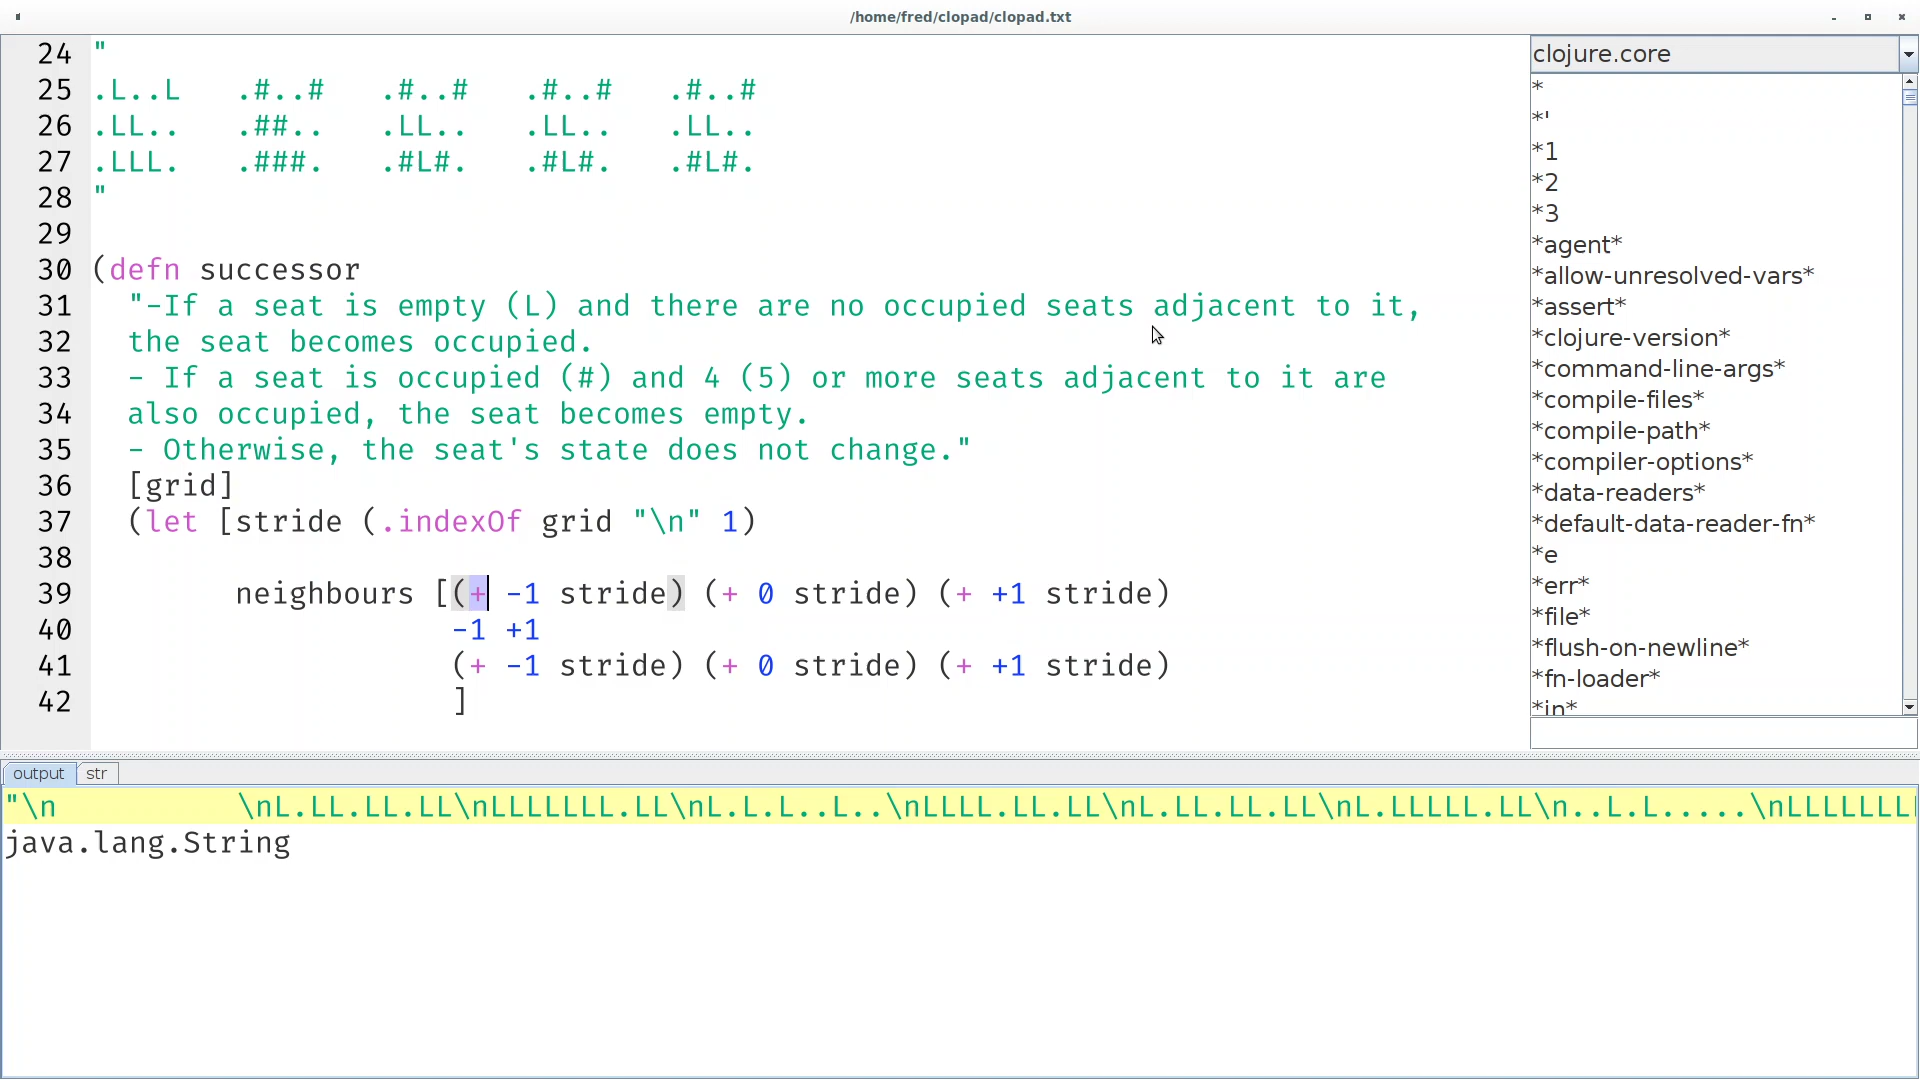 /home/fred/clopad/clopad.txt
24 "
25 .L..L   .#..#   .#..#   .#..#   .#..#
26 .LL..   .##..   .LL..   .LL..   .LL..
27 .LLL.   .###.   .#L#.   .#L#.   .#L#.
28 "
29
30 (defn successor
31   "-If a seat is empty (L) and there are no occupied seats adjacent to it,
32   the seat becomes occupied.
33   - If a seat is occupied (#) and 4 (5) or more seats adjacent to it are
34   also occupied, the seat becomes empty.
35   - Otherwise, the seat's state does not change."
36   [grid]
37   (let [stride (.indexOf grid "\n" 1)
38
39         neighbours [(+ -1 stride) (+ 0 stride) (+ +1 stride)
40                     -1 +1
41                     (+ -1 stride) (+ 0 stride) (+ +1 stride)
42                     ]
clojure.core
*
*'
*1
*2
*3
*agent*
*allow-unresolved-vars*
*assert*
*clojure-version*
*command-line-args*
*compile-files*
*compile-path*
*compiler-options*
*data-readers*
*default-data-reader-fn*
*e
*err*
*file*
*flush-on-newline*
*fn-loader*
*in*
output str
"\n          \nL.LL.LL.LL\nLLLLLLL.LL\nL.L.L..L..\nLLLL.LL.LL\nL.LL.LL.LL\nL.LLLLL.LL\n..L.L.....\nLLLLLLLL
java.lang.String